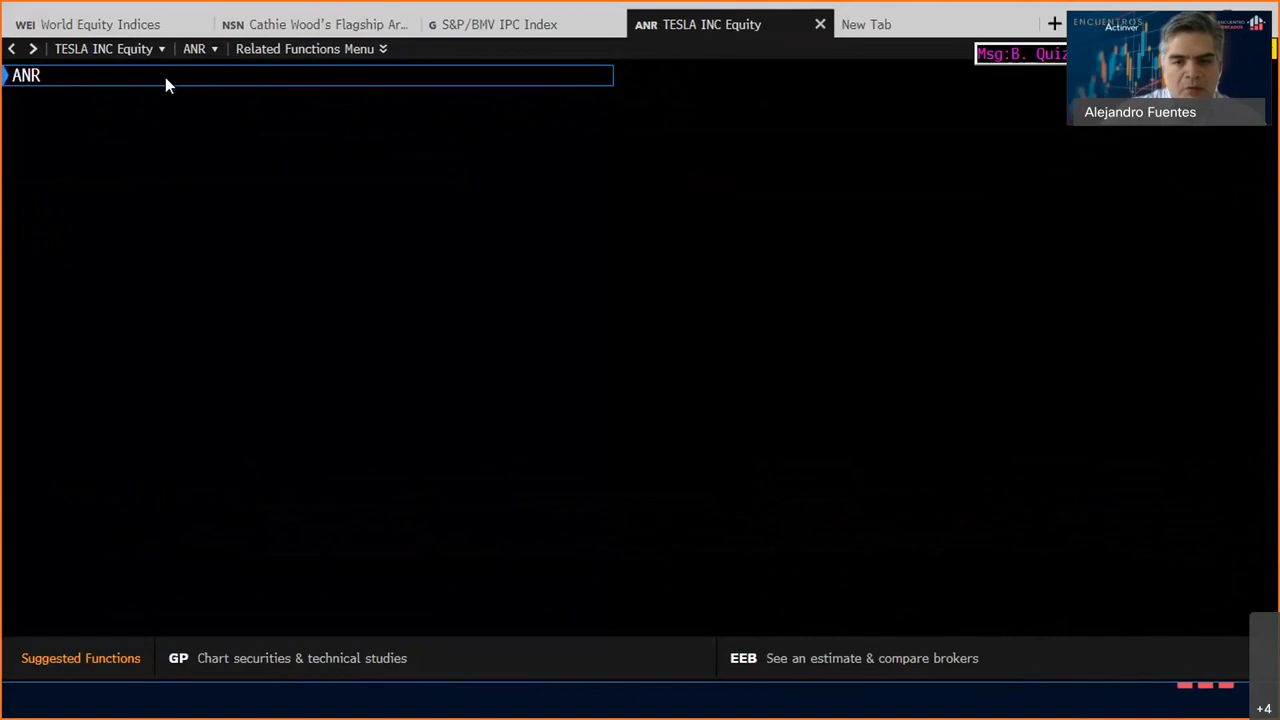 WEI World Equity Indices
NSN Cathie Wood's Flagship Ar...
G S&P/BMV IPC Index
ANR TESLA INC Equity
New Tab
ENCUENTROS
Actinver
TESLA INC Equity
ANR
Related Functions Menu
Msg:B. Quiz
ANR
Alejandro Fuentes
Suggested Functions
GP Chart securities & technical studies
EEB See an estimate & compare brokers
+4